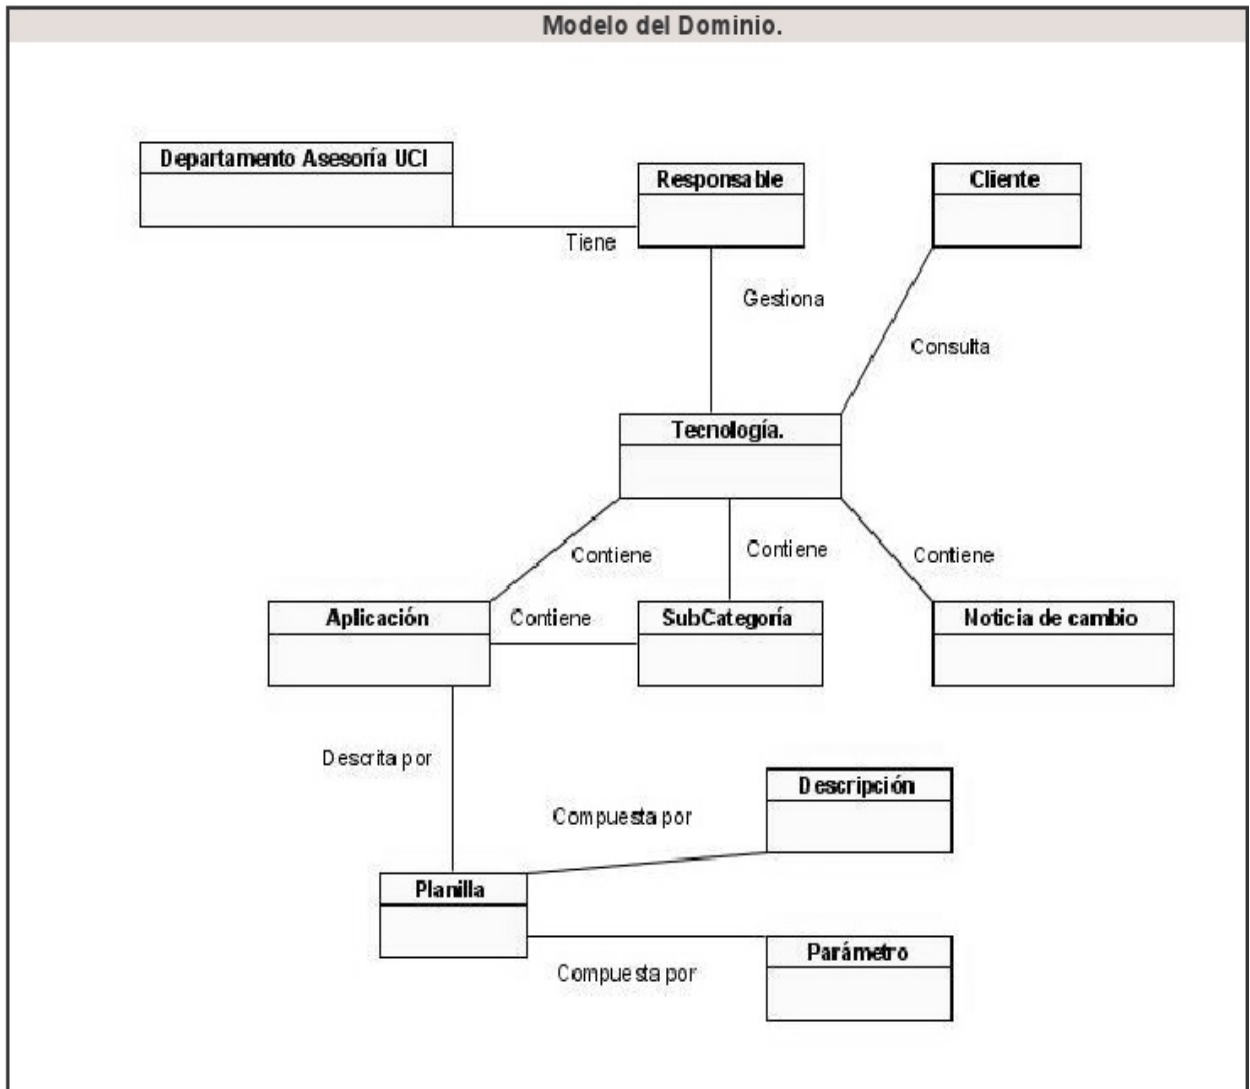 Modelo del Dominio.
Departamento Asesoría UCI
Responsable
Cliente
Tiene
Gestiona
Consulta
Tecnología.
Contiene
Contiene
Contiene
Aplicación
Contiene
SubCategoría
Noticia de cambio
Descrita por
Descripción
Compuesta por
Planilla
Parámetro
Compuesta por